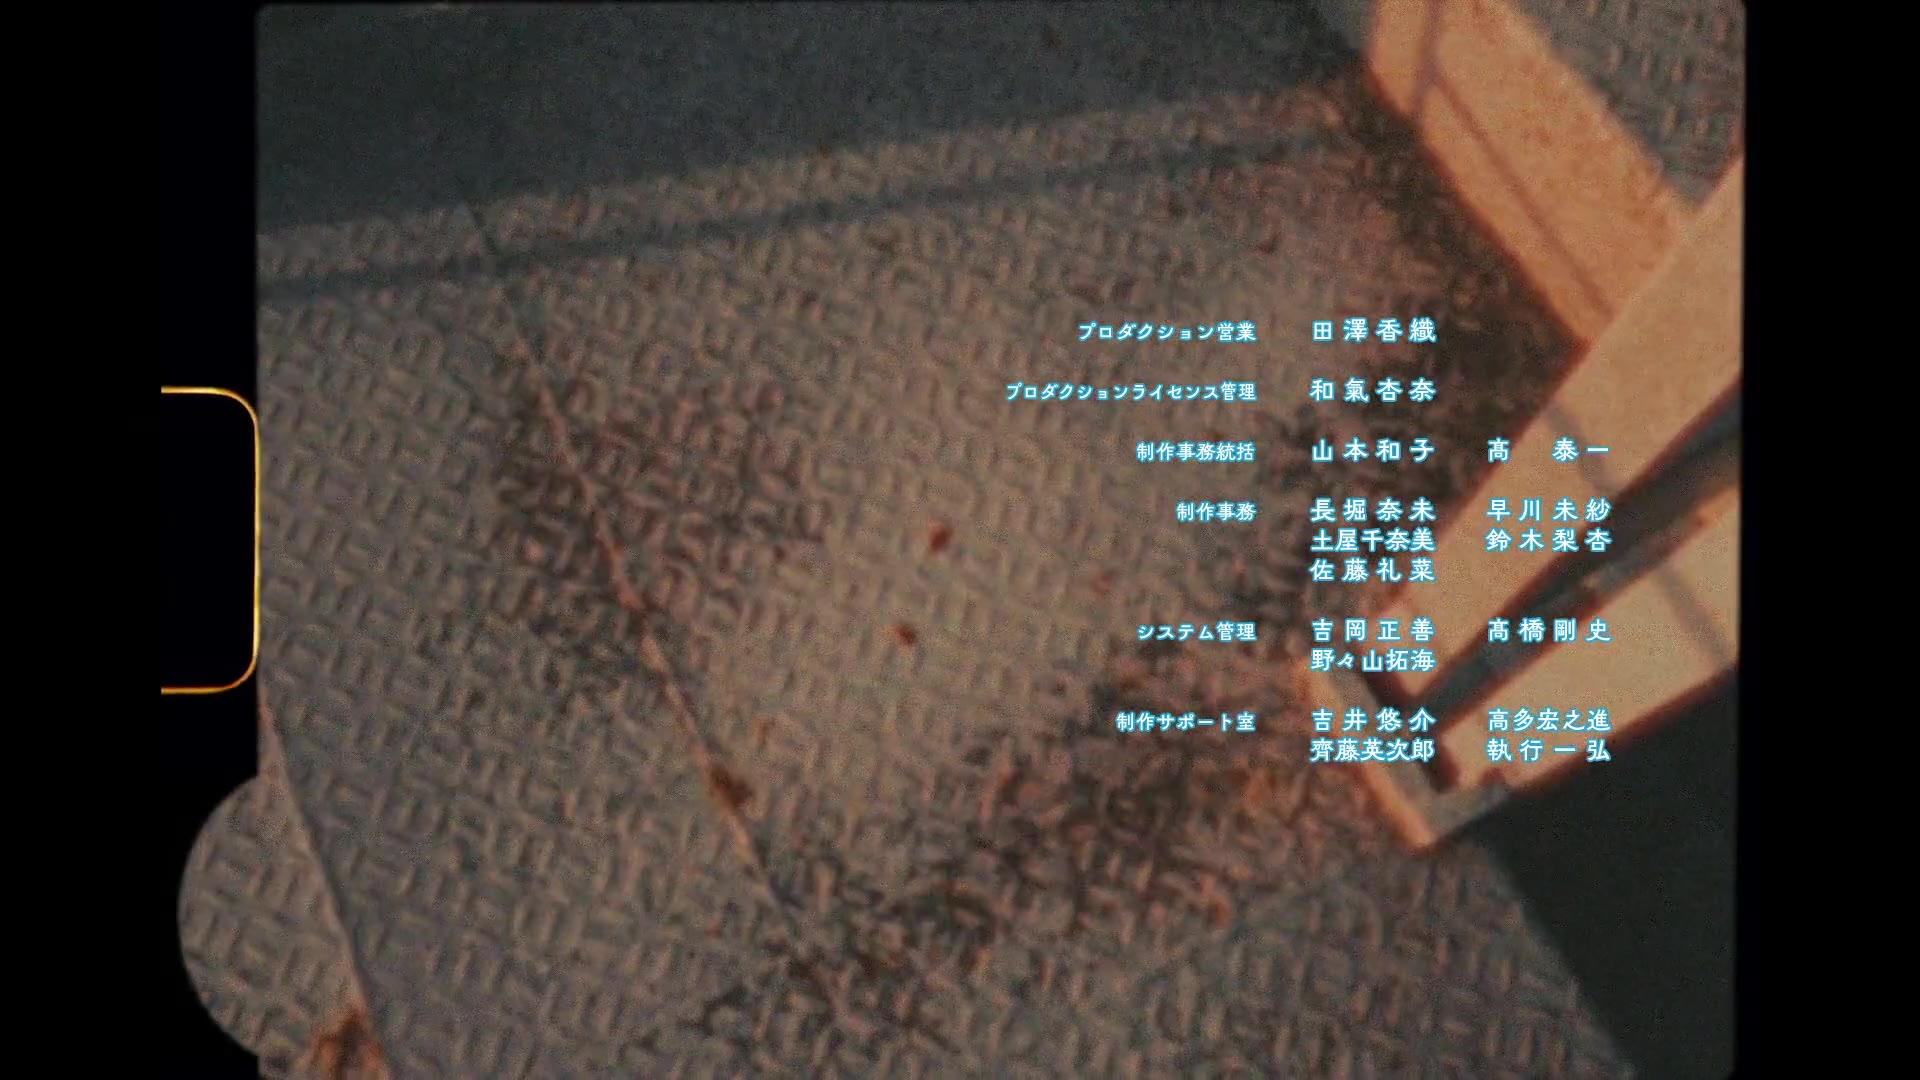 プロダクション営業 田澤香織
プロダクションライセンス管理 和氣杏奈
制作事務統括 山本和子 髙 泰一
制作事務 長堀奈未 早川未紗
土屋千奈美 鈴木梨杏
佐藤礼菜
システム管理 吉岡正善 髙橋剛史
野々山拓海
制作サポート室 吉井悠介 高多宏之進
齊藤英次郎 執行一弘